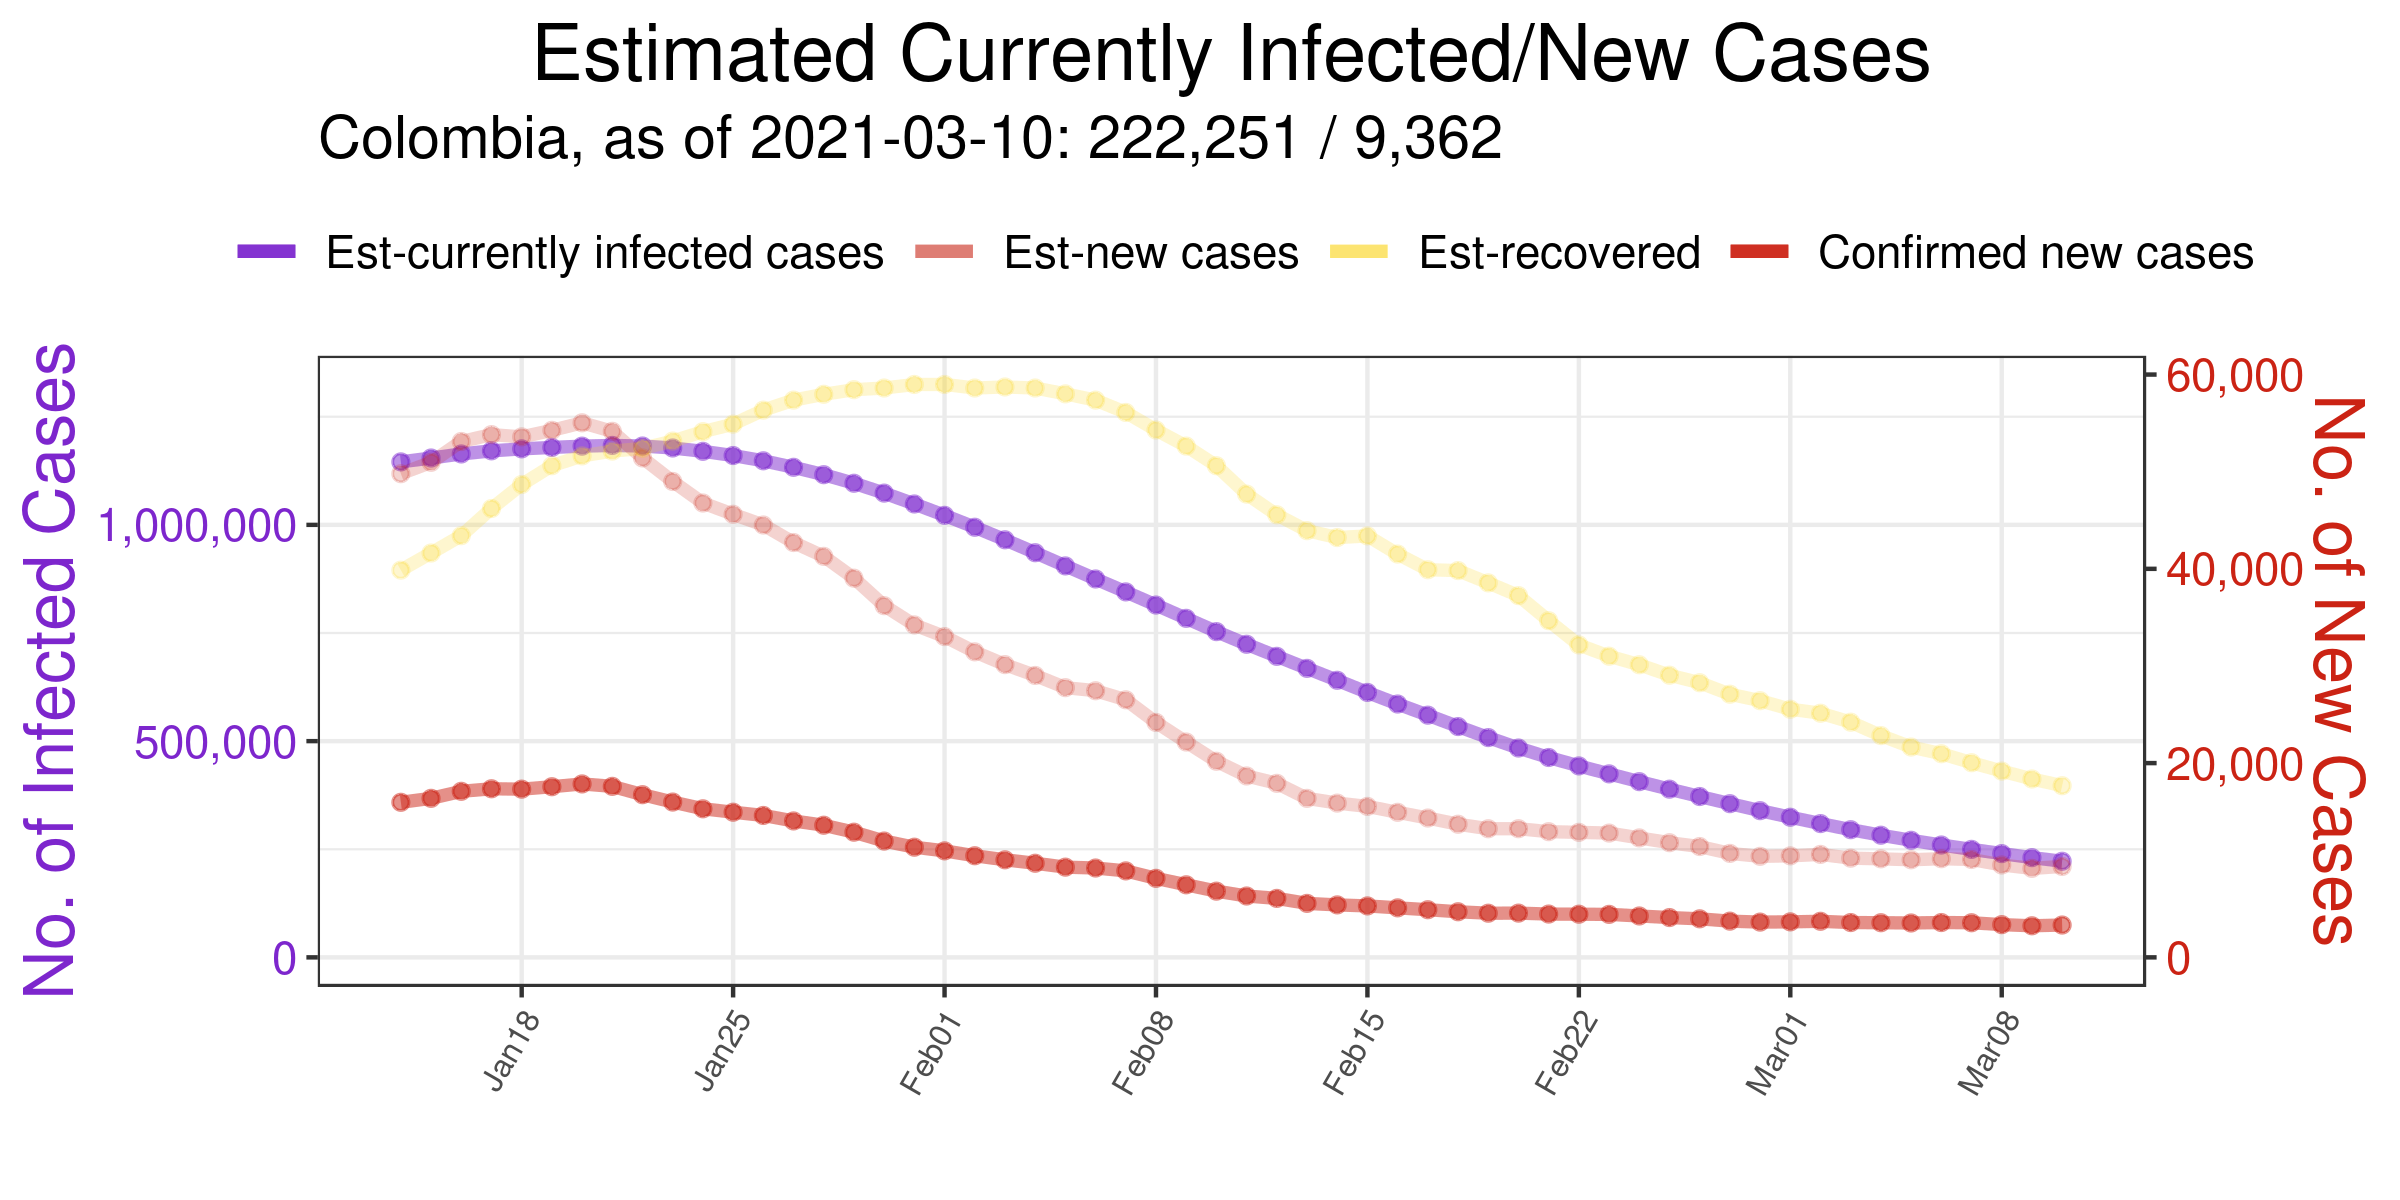 Estimated Currently Infected/New Cases
Colombia, as of 2021-03-10: 222,251 / 9,362
Est-currently infected cases Est-new cases Est-recovered Confirmed new cases
No. of Infected Cases
1,000,000
500,000
0
60,000
40,000
20,000
0
No. of New Cases
Jan18 Jan25 Feb01 Feb08 Feb15 Feb22 Mar01 Mar08